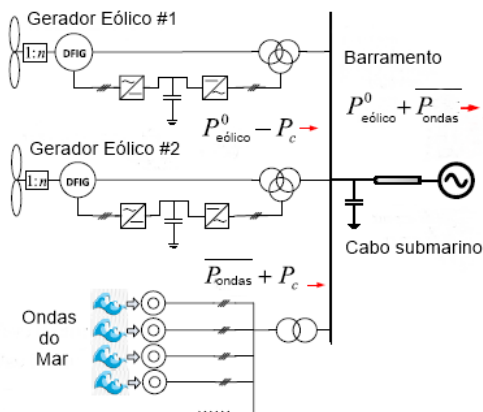 Gerador Eólico #1
1:n
DFIG
Barramento
P⁰eólico − Pc
P⁰eólico + P̅ondas
Gerador Eólico #2
1:n
DFIG
Cabo submarino
P̅ondas + Pc
Ondas
do
Mar